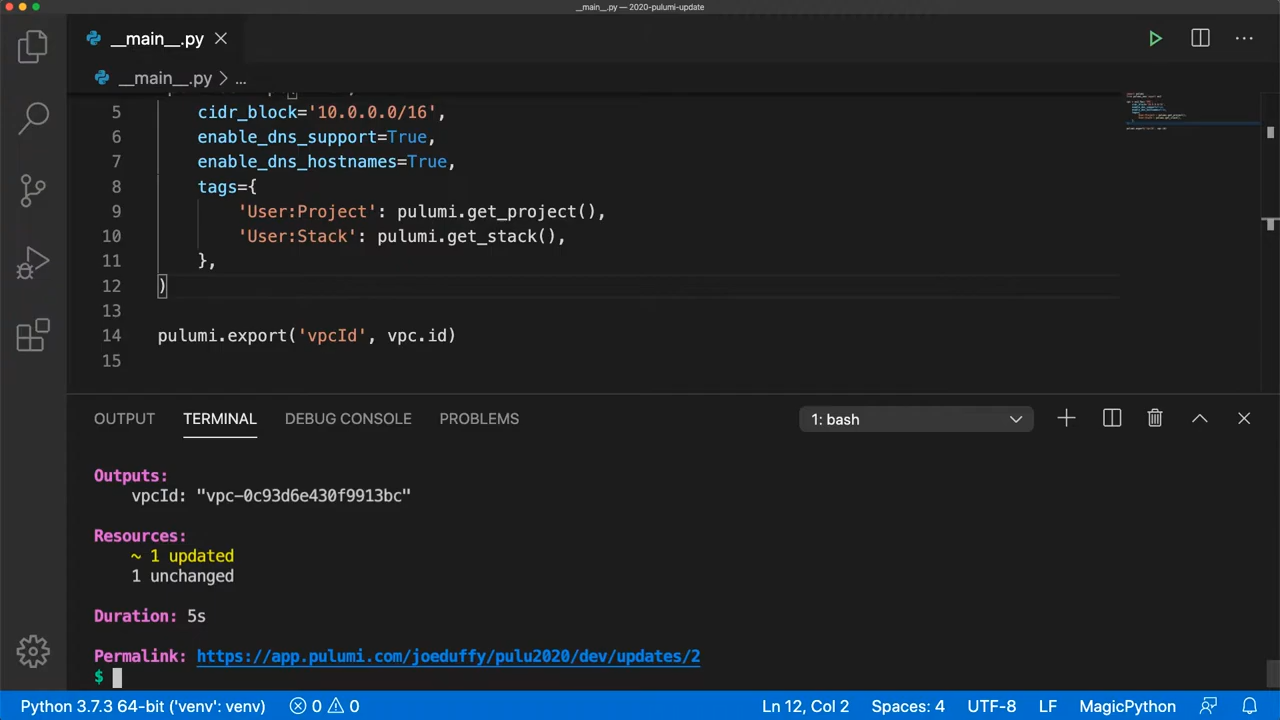 __main__.py — 2020-pulumi-update
__main__.py
__main__.py > ...
5 cidr_block='10.0.0.0/16',
6 enable_dns_support=True,
7 enable_dns_hostnames=True,
8 tags={
9 'User:Project': pulumi.get_project(),
10 'User:Stack': pulumi.get_stack(),
11 },
12 )
13
14 pulumi.export('vpcId', vpc.id)
15
OUTPUT TERMINAL DEBUG CONSOLE PROBLEMS 1: bash
Outputs:
vpcId: "vpc-0c93d6e430f9913bc"
Resources:
~ 1 updated
1 unchanged
Duration: 5s
Permalink: https://app.pulumi.com/joeduffy/pulu2020/dev/updates/2
$
Python 3.7.3 64-bit ('venv': venv) 0 0 Ln 12, Col 2 Spaces: 4 UTF-8 LF MagicPython